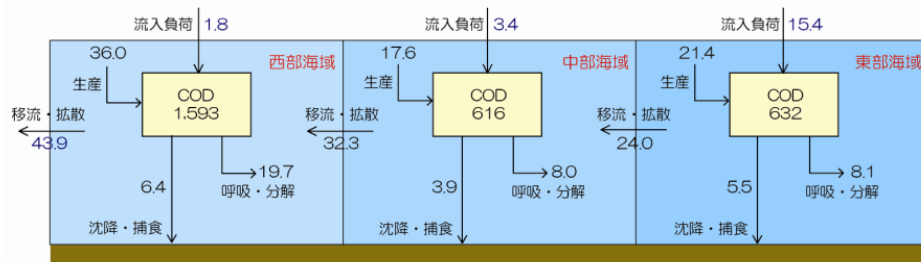 流入負荷 1.8
36.0
西部海域
生産
COD
1,593
移流・拡散
43.9
19.7
6.4
呼吸・分解
沈降・捕食
流入負荷 3.4
17.6
中部海域
生産
COD
616
移流・拡散
32.3
8.0
3.9
呼吸・分解
沈降・捕食
流入負荷 15.4
21.4
東部海域
生産
COD
632
移流・拡散
24.0
8.1
5.5
呼吸・分解
沈降・捕食